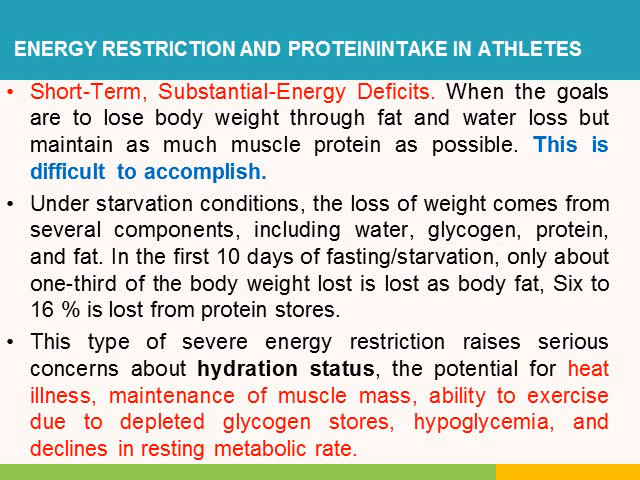 ENERGY RESTRICTION AND PROTEININTAKE IN ATHLETES
• Short-Term, Substantial-Energy Deficits. When the goals
are to lose body weight through fat and water loss but
maintain as much muscle protein as possible. This is
difficult to accomplish.
• Under starvation conditions, the loss of weight comes from
several components, including water, glycogen, protein,
and fat. In the first 10 days of fasting/starvation, only about
one-third of the body weight lost is lost as body fat, Six to
16 % is lost from protein stores.
• This type of severe energy restriction raises serious
concerns about hydration status, the potential for heat
illness, maintenance of muscle mass, ability to exercise
due to depleted glycogen stores, hypoglycemia, and
declines in resting metabolic rate.